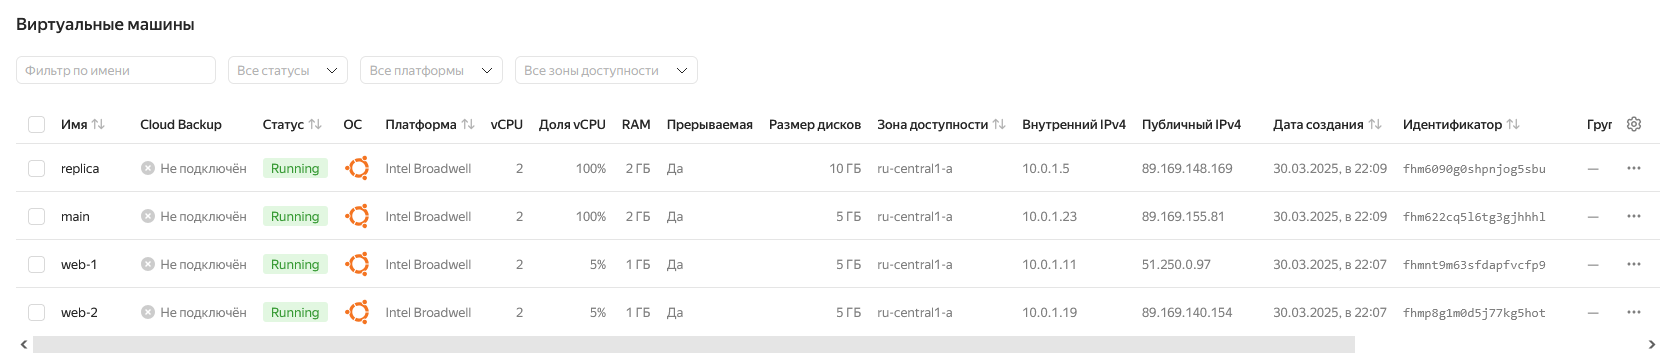 Виртуальные машины
Фильтр по имени Все статусы Все платформы Все зоны доступности
Имя Cloud Backup Статус ОС Платформа vCPU Доля vCPU RAM Прерываемая Размер дисков Зона доступности Внутренний IPv4 Публичный IPv4 Дата создания Идентификатор Груп
replica Не подключён Running Intel Broadwell 2 100% 2 ГБ Да 10 ГБ ru-central1-a 10.0.1.5 89.169.148.169 30.03.2025, в 22:09 fhm6090g0shpnjog5sbu —
main Не подключён Running Intel Broadwell 2 100% 2 ГБ Да 5 ГБ ru-central1-a 10.0.1.23 89.169.155.81 30.03.2025, в 22:09 fhm622cq5l6tg3gjhhhl —
web-1 Не подключён Running Intel Broadwell 2 5% 1 ГБ Да 5 ГБ ru-central1-a 10.0.1.11 51.250.0.97 30.03.2025, в 22:07 fhmnt9m63sfdapfvcfp9 —
web-2 Не подключён Running Intel Broadwell 2 5% 1 ГБ Да 5 ГБ ru-central1-a 10.0.1.19 89.169.140.154 30.03.2025, в 22:07 fhmp8g1m0d5j77kg5hot —